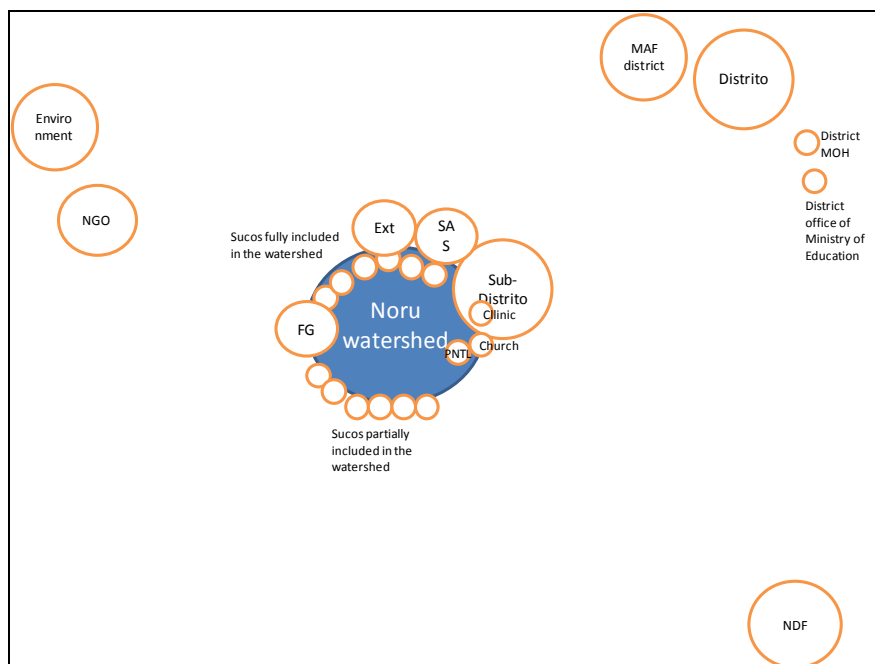 MAF
district
Distrito
Enviro
nment
District
MOH
NGO
District
office of
Ministry of
Education
Sucos fully included
in the watershed
Ext
SA
S
Sub-
Distrito
Cllinic
Noru
watershed
FG
Church
PNTL
Sucos partially
included in the
watershed
NDF